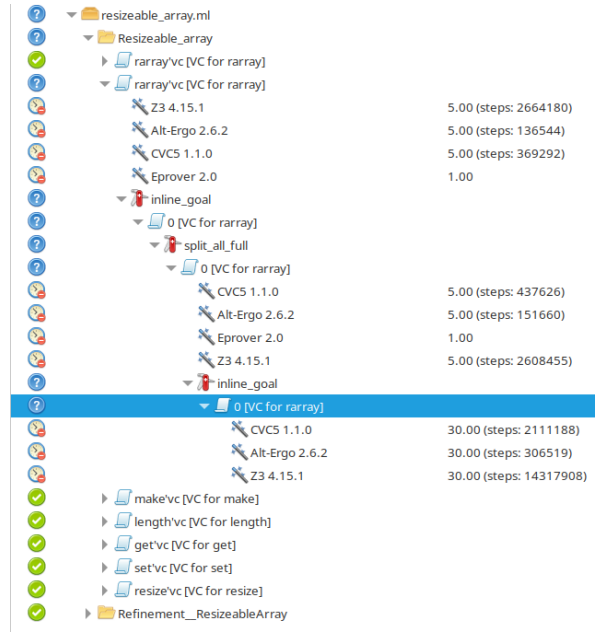 resizeable_array.ml
Resizeable_array
rarray'vc [VC for rarray]
rarray'vc [VC for rarray]
Z3 4.15.1 5.00 (steps: 2664180)
Alt-Ergo 2.6.2 5.00 (steps: 136544)
CVC5 1.1.0 5.00 (steps: 369292)
Eprover 2.0 1.00
inline_goal
0 [VC for rarray]
split_all_full
0 [VC for rarray]
CVC5 1.1.0 5.00 (steps: 437626)
Alt-Ergo 2.6.2 5.00 (steps: 151660)
Eprover 2.0 1.00
Z3 4.15.1 5.00 (steps: 2608455)
inline_goal
0 [VC for rarray]
CVC5 1.1.0 30.00 (steps: 2111188)
Alt-Ergo 2.6.2 30.00 (steps: 306519)
Z3 4.15.1 30.00 (steps: 14317908)
make'vc [VC for make]
length'vc [VC for length]
get'vc [VC for get]
set'vc [VC for set]
resize'vc [VC for resize]
Refinement__ResizeableArray